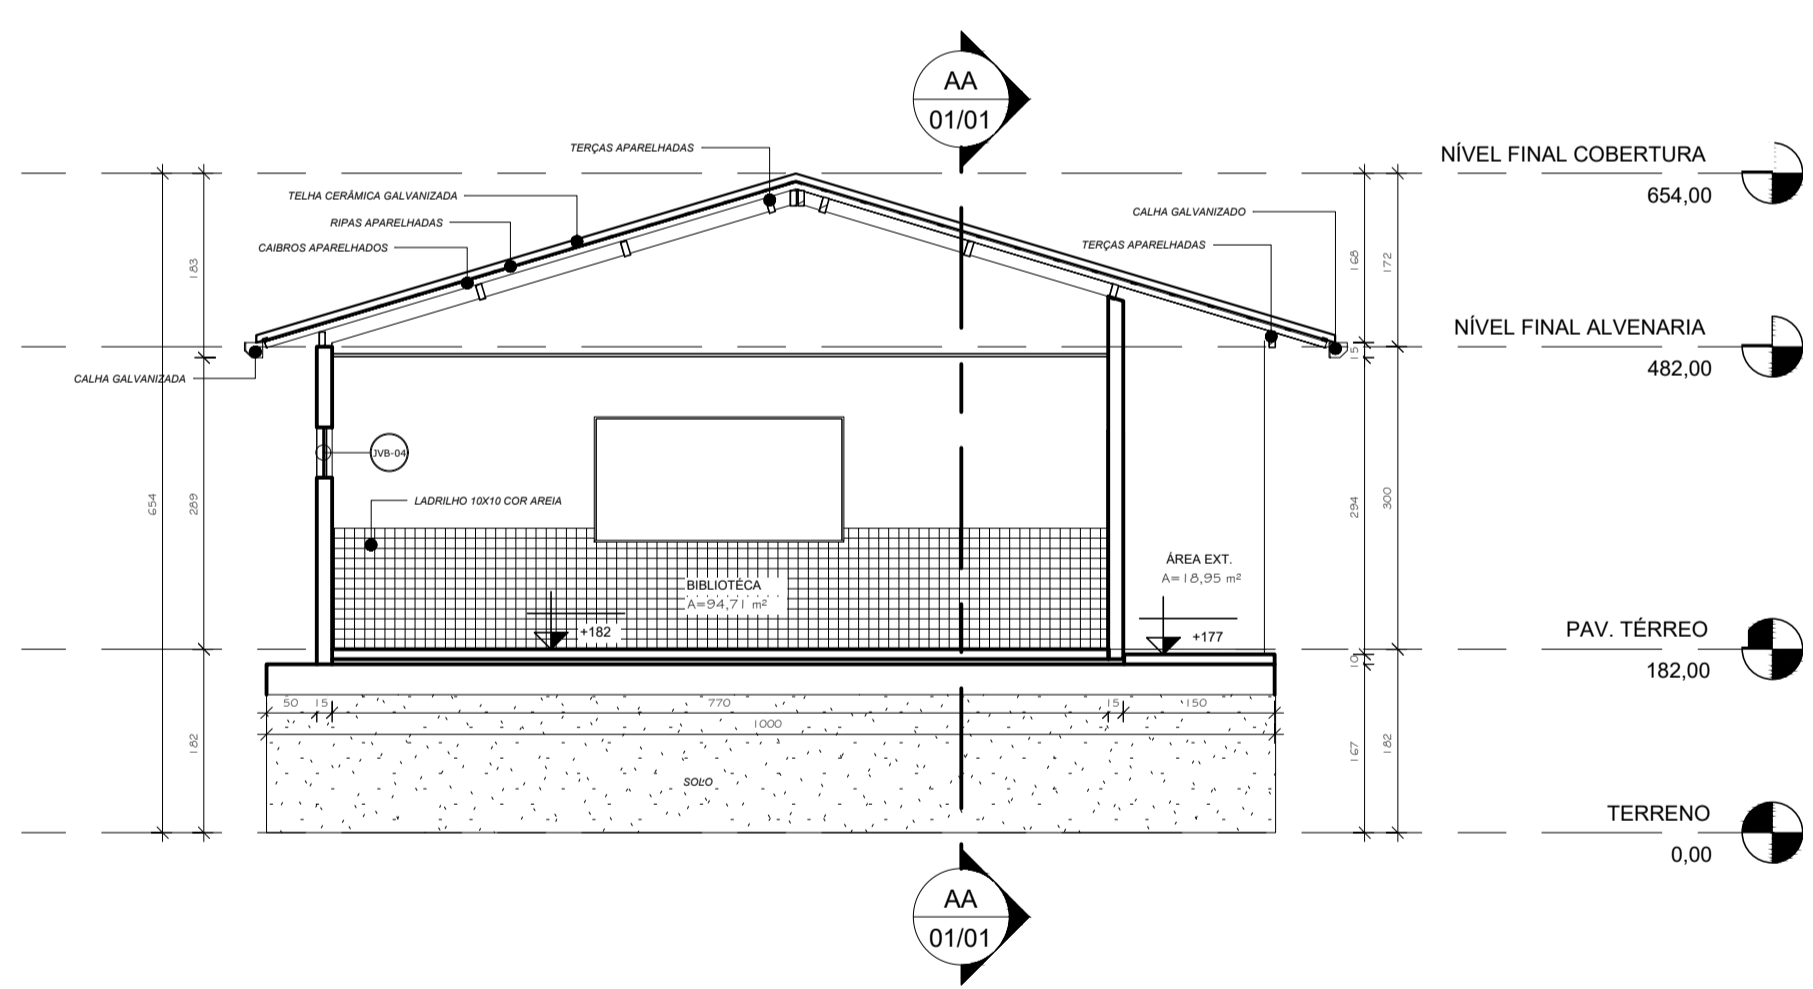 AA
01/01
TERÇAS APARELHADAS
NÍVEL FINAL COBERTURA
654,00
TELHA CERÂMICA GALVANIZADA
CALHA GALVANIZADO
RIPAS APARELHADAS
CAIBROS APARELHADOS
TERÇAS APARELHADAS
183
168
172
NÍVEL FINAL ALVENARIA
482,00
15
CALHA GALVANIZADA
JVB-04
LADRILHO 10X10 COR AREIA
654
289
294
300
ÁREA EXT.
A=18,95 m²
BIBLIOTÉCA
A=94,71 m²
+182
+177
PAV. TÉRREO
182,00
10
50
15
770
15
150
1000
182
167
182
SOLO
TERRENO
0,00
AA
01/01